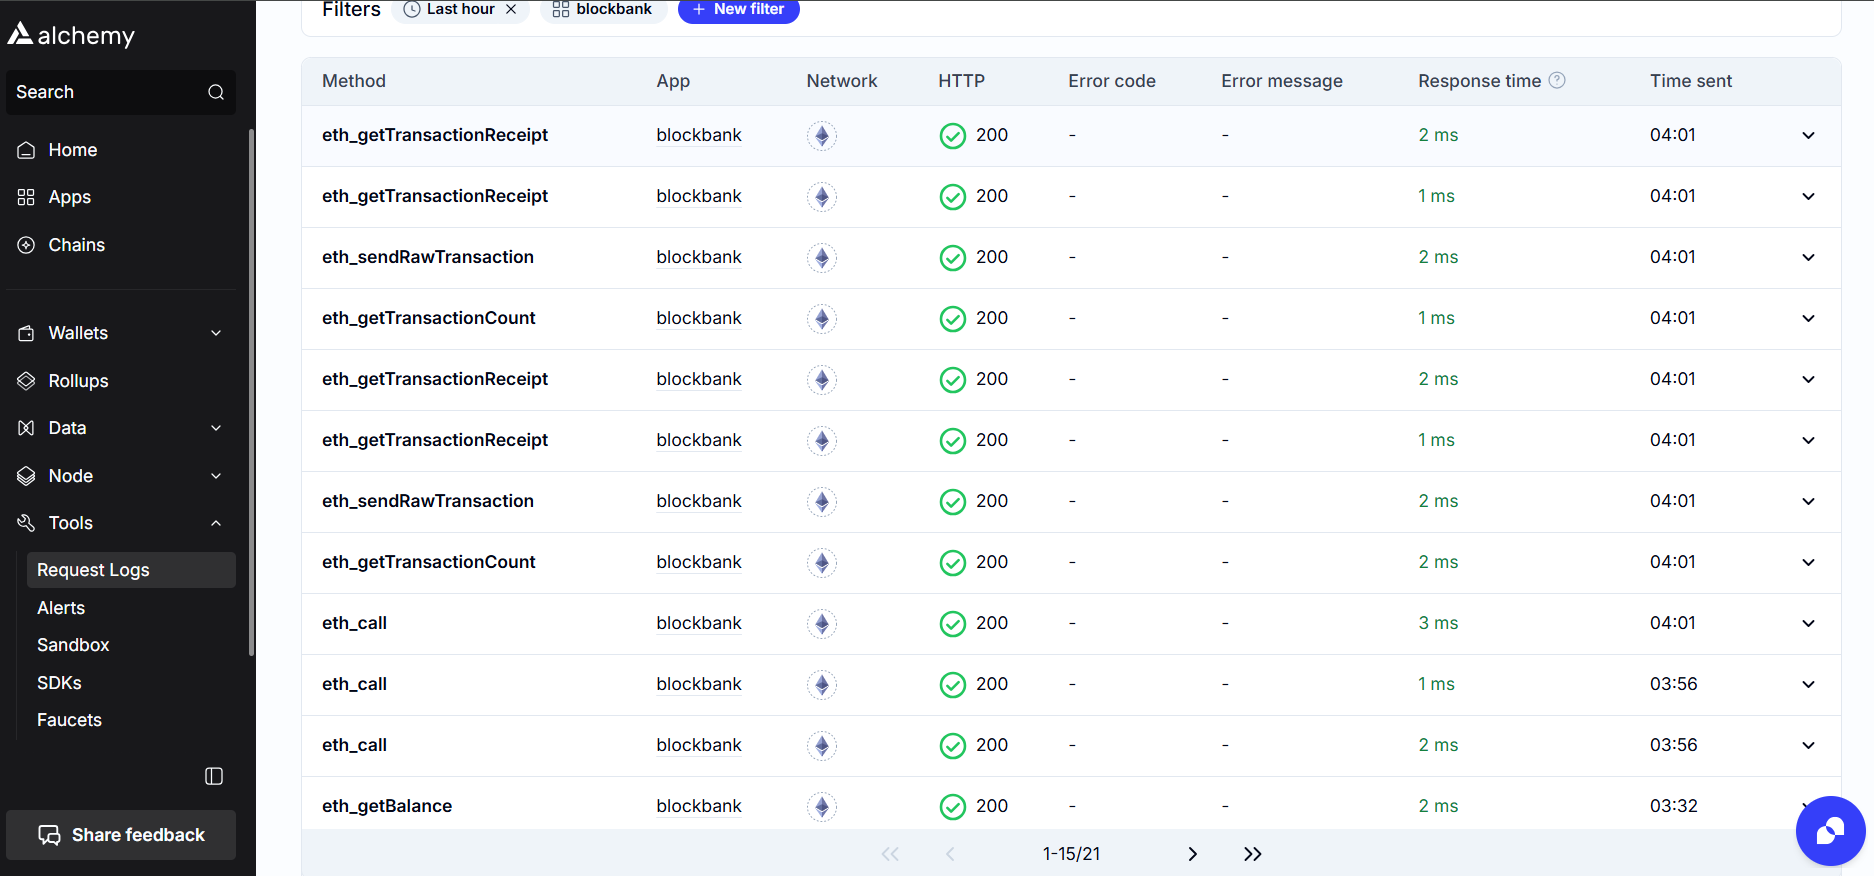 alchemy
Search
Home
Apps
Chains
Wallets
Rollups
Data
Node
Tools
Request Logs
Alerts
Sandbox
SDKs
Faucets
Share feedback
Filters Last hour blockbank + New filter
Method App Network HTTP Error code Error message Response time Time sent
eth_getTransactionReceipt blockbank 200 - - 2 ms 04:01
eth_getTransactionReceipt blockbank 200 - - 1 ms 04:01
eth_sendRawTransaction blockbank 200 - - 2 ms 04:01
eth_getTransactionCount blockbank 200 - - 1 ms 04:01
eth_getTransactionReceipt blockbank 200 - - 2 ms 04:01
eth_getTransactionReceipt blockbank 200 - - 1 ms 04:01
eth_sendRawTransaction blockbank 200 - - 2 ms 04:01
eth_getTransactionCount blockbank 200 - - 2 ms 04:01
eth_call blockbank 200 - - 3 ms 04:01
eth_call blockbank 200 - - 1 ms 03:56
eth_call blockbank 200 - - 2 ms 03:56
eth_getBalance blockbank 200 - - 2 ms 03:32
1-15/21